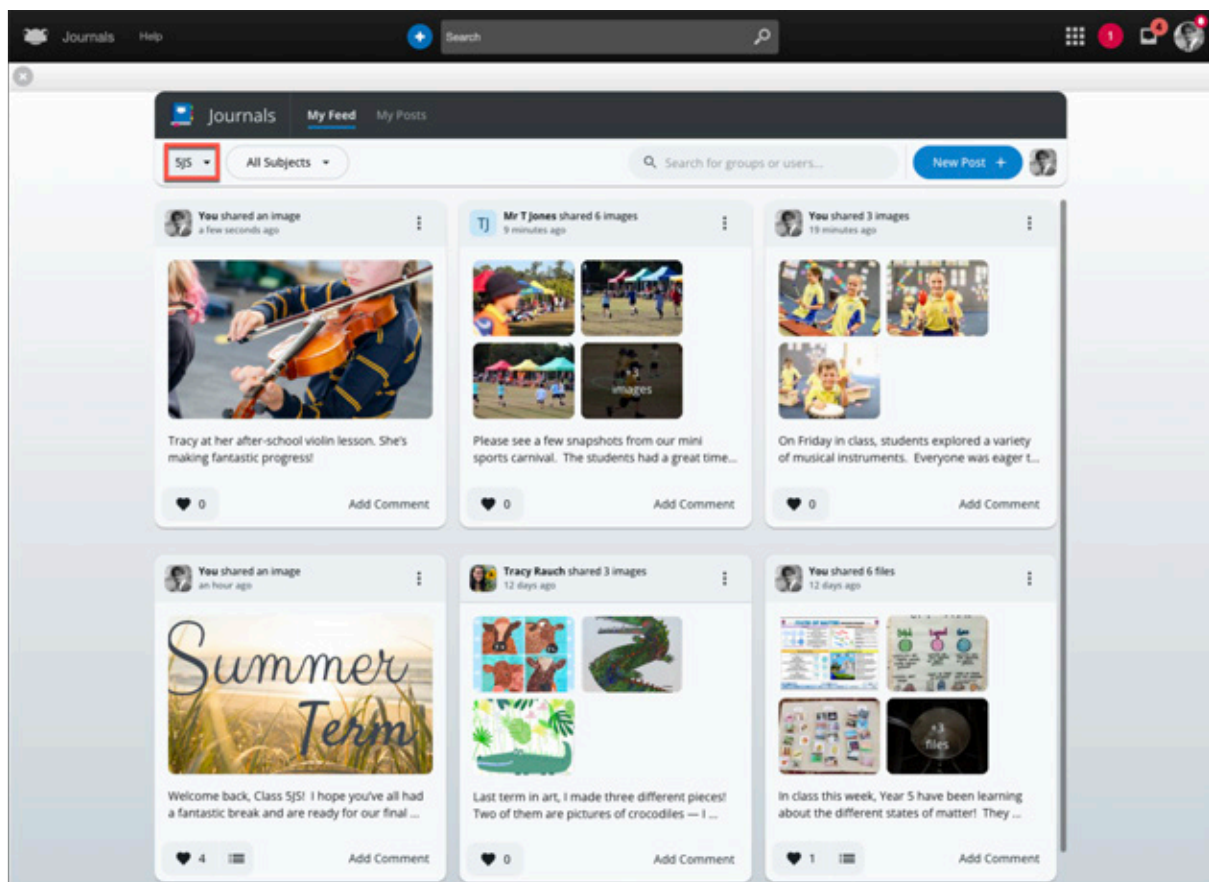 Journals Help Search 1 4
Journals My Feed My Posts
5JS All Subjects Search for groups or users... New Post +
You shared an image
a few seconds ago
Tracy at her after-school violin lesson. She's
making fantastic progress!
0 Add Comment
TJ Mr T Jones shared 6 images
9 minutes ago
+3
images
Please see a few snapshots from our mini
sports carnival. The students had a great time...
0 Add Comment
You shared 3 images
19 minutes ago
On Friday in class, students explored a variety
of musical instruments. Everyone was eager t...
0 Add Comment
You shared an image
an hour ago
Summer
Term
Welcome back, Class 5JS! I hope you've all had
a fantastic break and are ready for our final ...
4 Add Comment
Tracy Rauch shared 3 images
12 days ago
Last term in art, I made three different pieces!
Two of them are pictures of crocodiles — I ...
0 Add Comment
You shared 6 files
12 days ago
Solid Liquid Gas
+3
files
In class this week, Year 5 have been learning
about the different states of matter! They ...
1 Add Comment